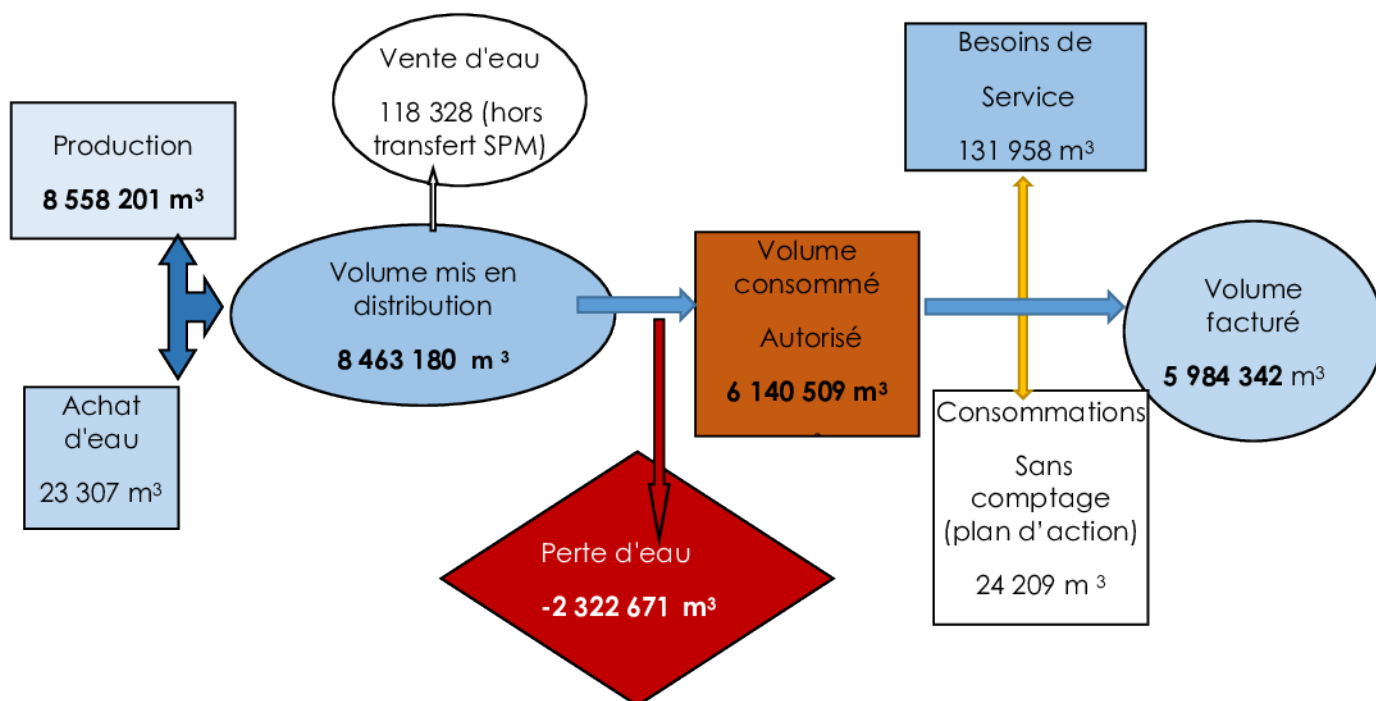 Production
8 558 201 m³
Achat
d'eau
23 307 m³
Vente d'eau
118 328 (hors
transfert SPM)
Volume mis en
distribution
8 463 180 m ³
Perte d'eau
-2 322 671 m³
Volume
consommé
Autorisé
6 140 509 m³
Besoins de
Service
131 958 m³
Consommations
Sans
comptage
(plan d’action)
24 209 m ³
Volume
facturé
5 984 342 m³